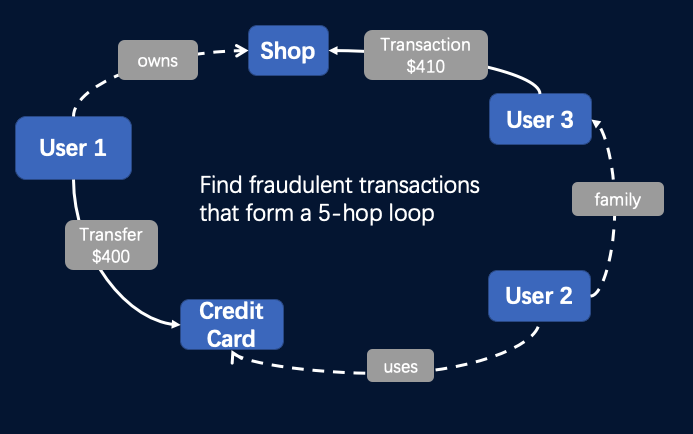 owns
Shop
Transaction
$410
User 1
User 3
Find fraudulent transactions
that form a 5-hop loop
family
Transfer
$400
User 2
Credit
Card
uses